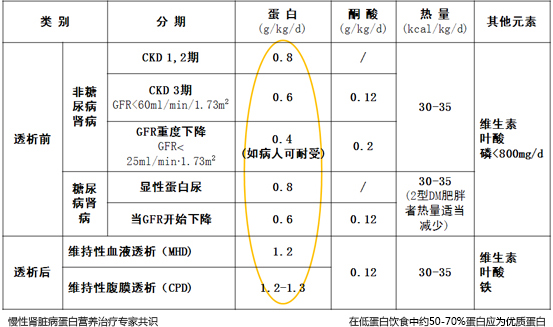 类 别 分 期 蛋 白 酮 酸 热 量 其他元素
(g/kg/d) (g/kg/d) (kcal/kg/d)
透析前
非糖尿病肾病
CKD 1,2期 0.8 /
CKD 3期
GFR<60ml/min/1.73m² 0.6 0.12
GFR重度下降
GFR<
25ml/min·1.73m² 0.4
(如病人可耐受) 0.2
30-35
糖尿病肾病
显性蛋白尿 0.8 /
当GFR开始下降 0.6 0.12
30-35
(2型DM肥胖
者热量适当
减少)
维生素
叶酸
磷<800mg/d
透析后
维持性血液透析（MHD) 1.2
维持性腹膜透析（CPD) 1.2-1.3
0.12 30-35
维生素
叶酸
铁
慢性肾脏病蛋白营养治疗专家共识 在低蛋白饮食中约50-70%蛋白应为优质蛋白